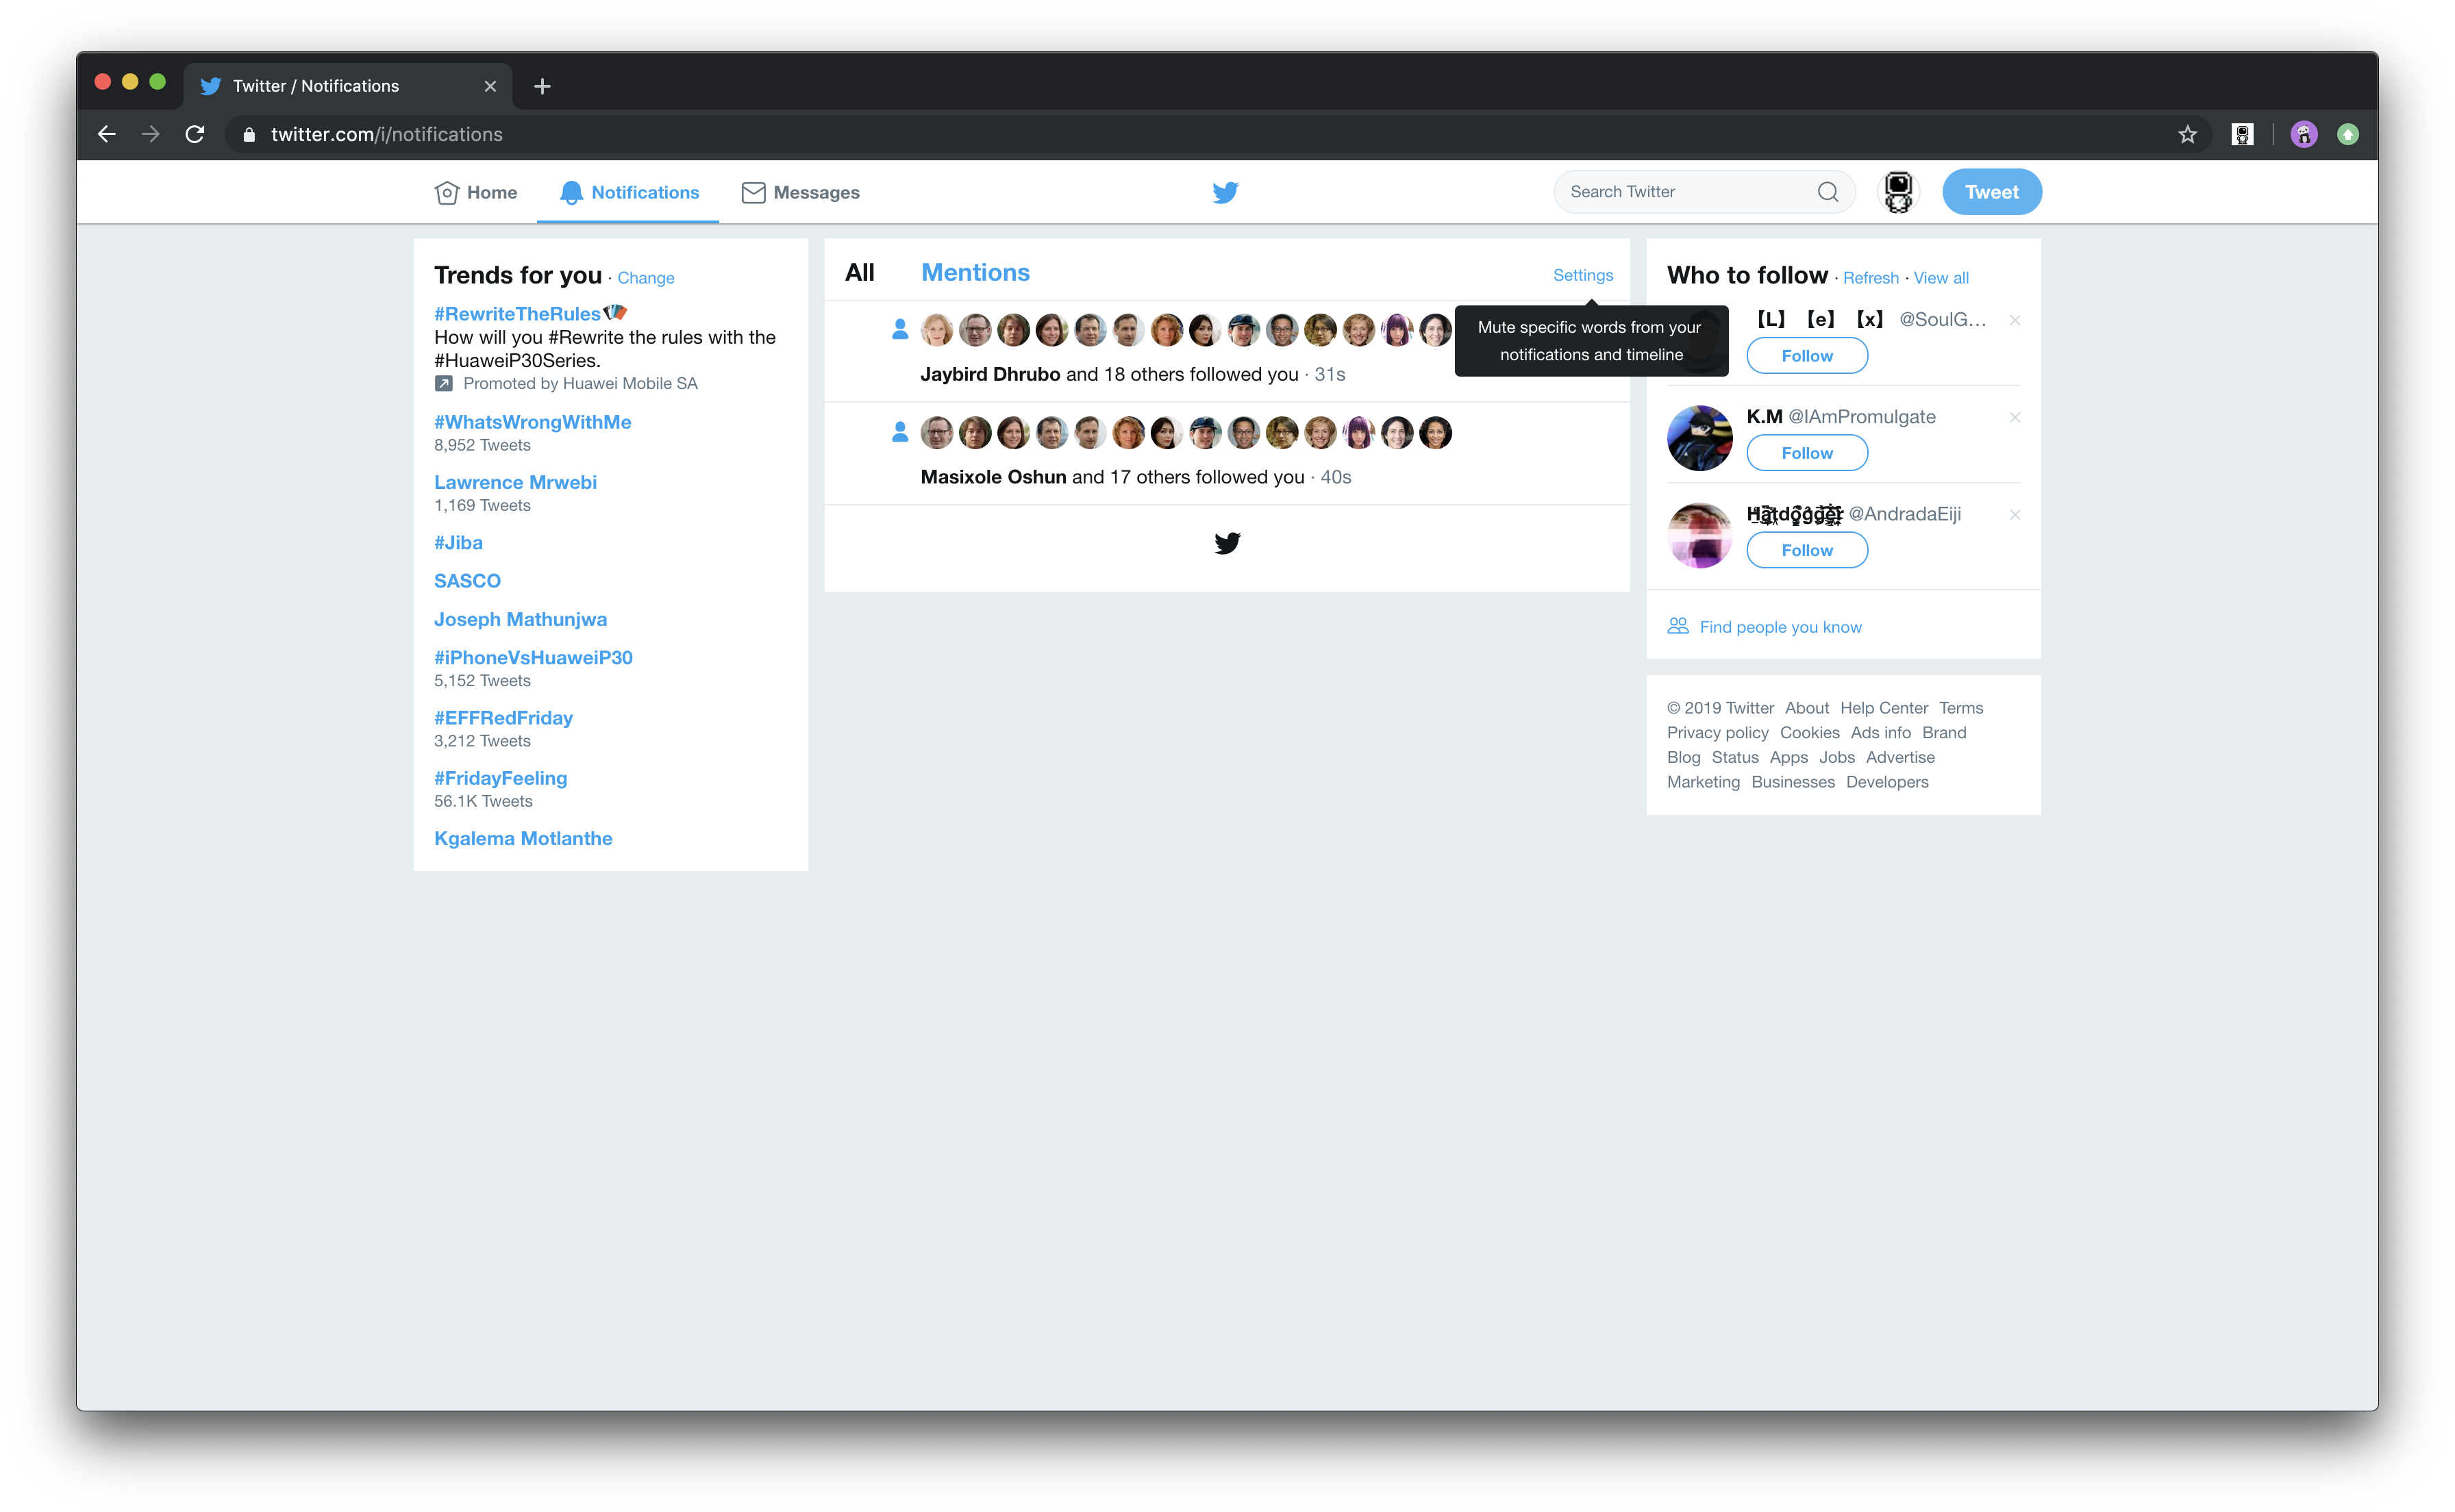 Twitter / Notifications
twitter.com/i/notifications
Home
Notifications
Messages
Search Twitter
Tweet
Trends for you · Change
#RewriteTheRules
How will you #Rewrite the rules with the
#HuaweiP30Series.
Promoted by Huawei Mobile SA
#WhatsWrongWithMe
8,952 Tweets
Lawrence Mrwebi
1,169 Tweets
#Jiba
SASCO
Joseph Mathunjwa
#iPhoneVsHuaweiP30
5,152 Tweets
#EFFRedFriday
3,212 Tweets
#FridayFeeling
56.1K Tweets
Kgalema Motlanthe
All
Mentions
Settings
Mute specific words from your
notifications and timeline
Jaybird Dhrubo and 18 others followed you · 31s
Masixole Oshun and 17 others followed you · 40s
Who to follow · Refresh · View all
【L】【e】【x】 @SoulG…
Follow
K.M @IAmPromulgate
Follow
@AndradaEiji
Follow
Find people you know
© 2019 Twitter About Help Center Terms
Privacy policy Cookies Ads info Brand
Blog Status Apps Jobs Advertise
Marketing Businesses Developers